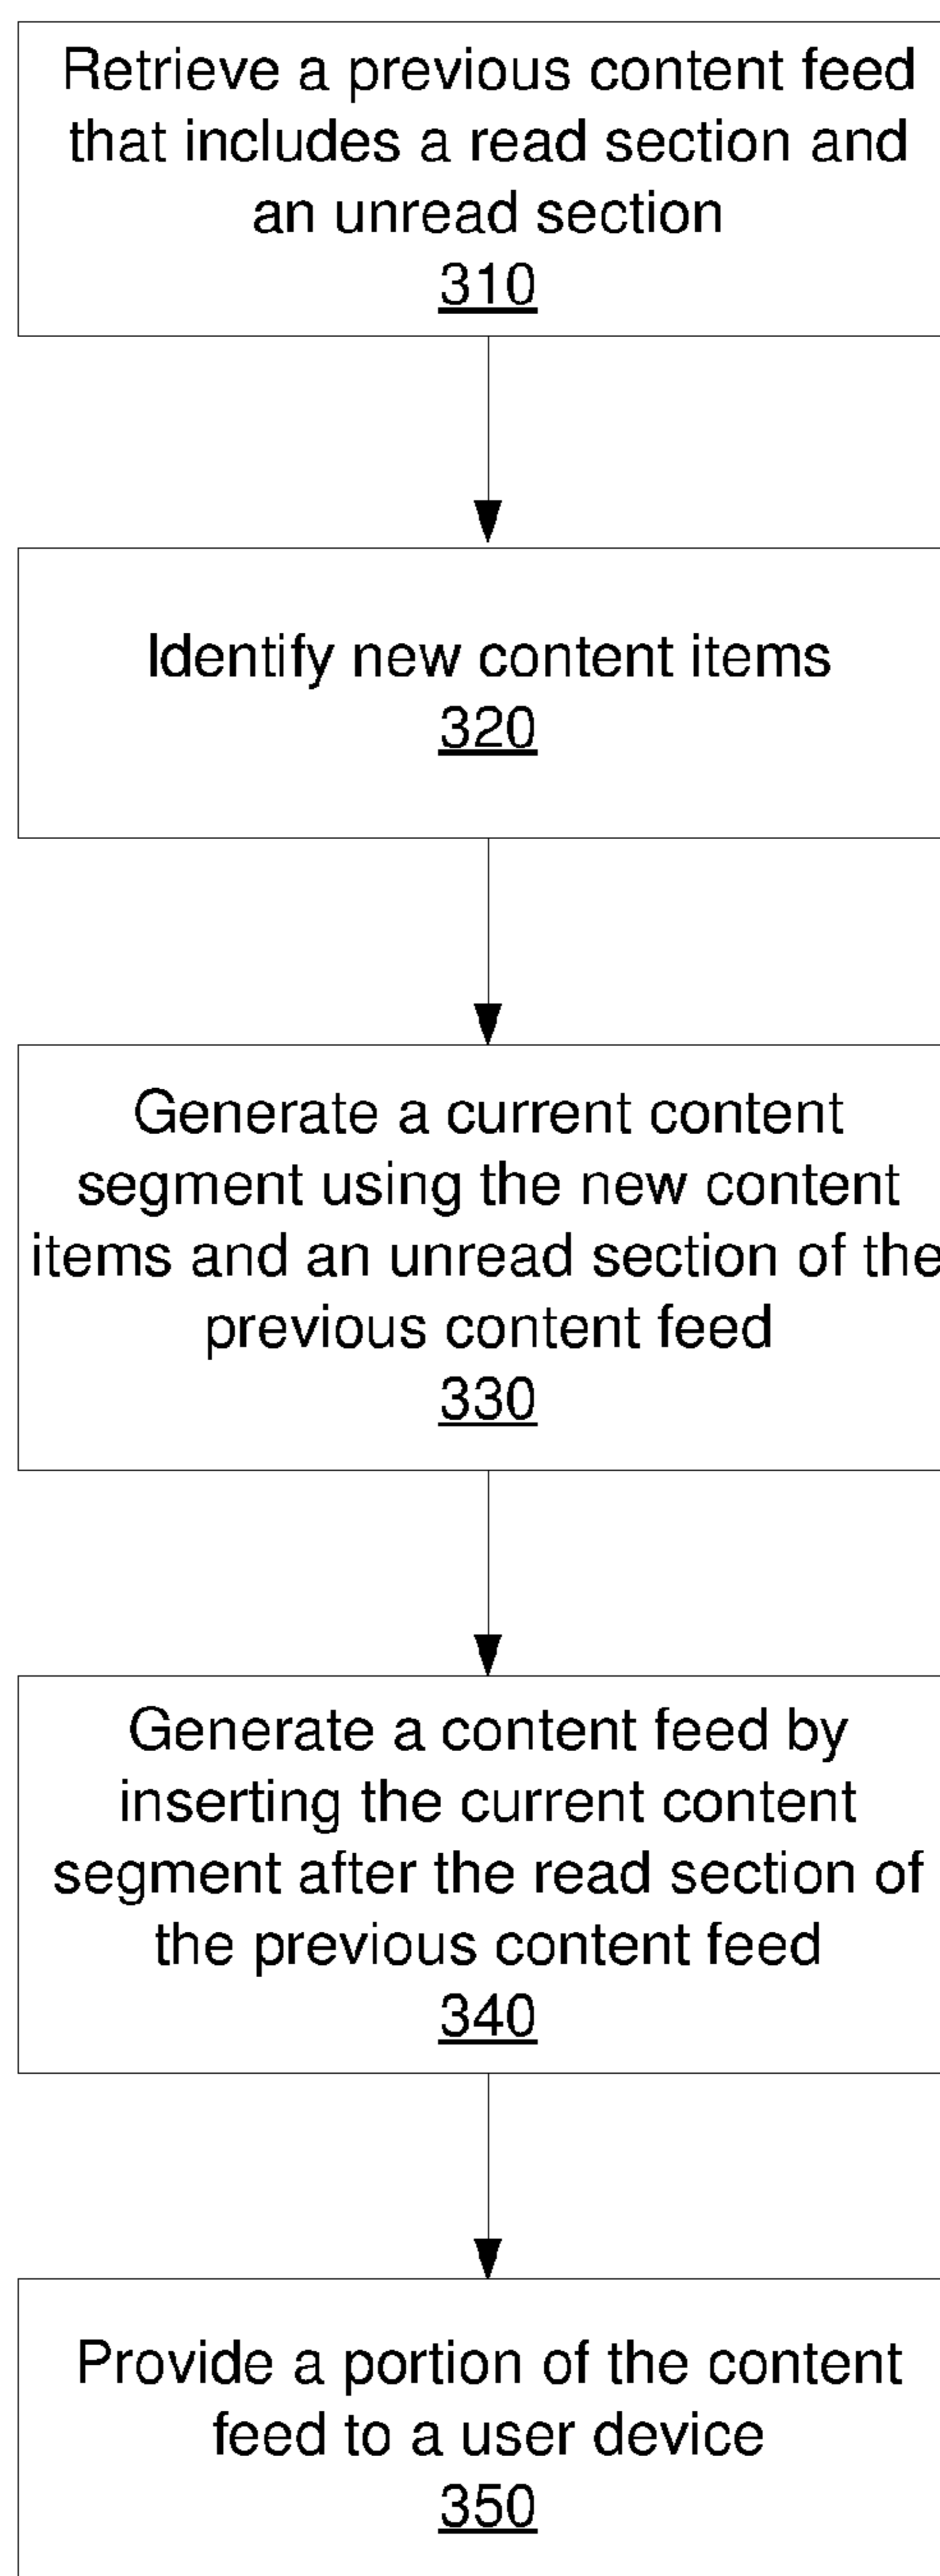 Retrieve a previous content feed
that includes a read section and
an unread section
310
Identify new content items
320
Generate a current content
segment using the new content
items and an unread section of the
previous content feed
330
Generate a content feed by
inserting the current content
segment after the read section of
the previous content feed
340
Provide a portion of the content
feed to a user device
350